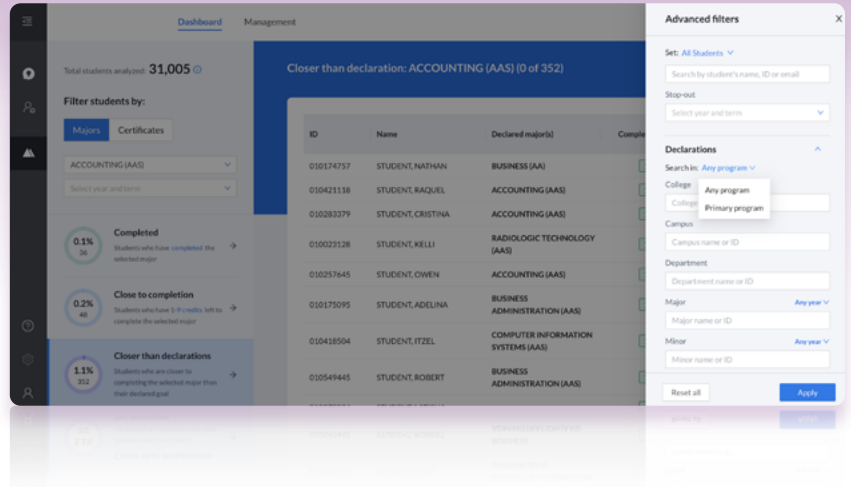 Dashboard
Management
Total students analyzed: 31,005
Filter students by:
Majors
Certificates
ACCOUNTING (AAS)
Select year and term
0.1%
36
Completed
Students who have completed the
selected major
0.2%
48
Close to completion
Students who have 1-9 credits left to
complete the selected major
1.1%
352
Closer than declarations
Students who are closer to
completing the selected major than
their declared goal
Closer than declaration: ACCOUNTING (AAS) (0 of 352)
ID
Name
Declared major(s)
Comple
010174757
STUDENT, NATHAN
BUSINESS (AA)
010421118
STUDENT, RAQUEL
ACCOUNTING (AAS)
010283379
STUDENT, CRISTINA
ACCOUNTING (AAS)
010023128
STUDENT, KELLI
RADIOLOGIC TECHNOLOGY
(AAS)
010257645
STUDENT, OWEN
ACCOUNTING (AAS)
010175095
STUDENT, ADELINA
BUSINESS
ADMINISTRATION (AAS)
010418504
STUDENT, ITZEL
COMPUTER INFORMATION
SYSTEMS (AAS)
010549445
STUDENT, ROBERT
BUSINESS
ADMINISTRATION (AAS)
Advanced filters
X
Set: All Students
Search by student's name, ID or email
Stop-out
Select year and term
Declarations
Search in: Any program
Any program
Primary program
College
College
Campus
Campus name or ID
Department
Department name or ID
Major
Any year
Major name or ID
Minor
Any year
Minor name or ID
Reset all
Apply